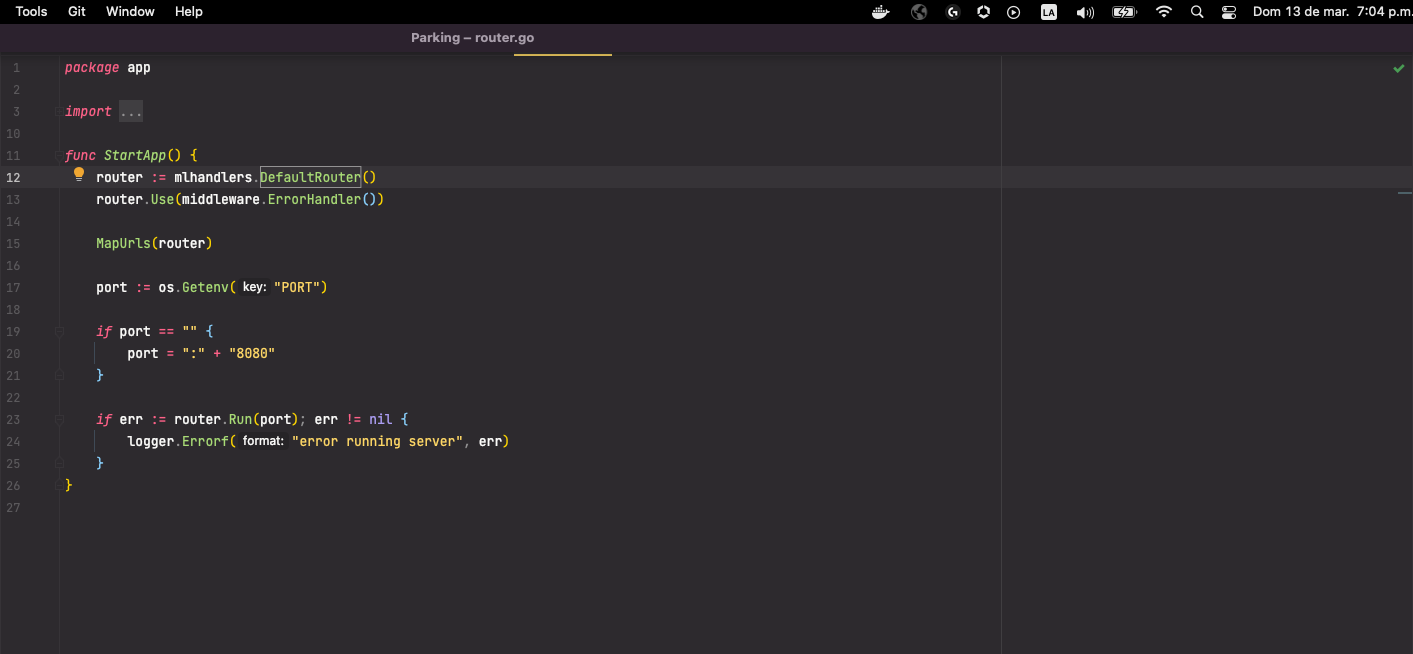 Tools Git Window Help LA Dom 13 de mar. 7:04 p.m.
Parking – router.go
1 package app
2
3 import ...
10
11 func StartApp() {
12 router := mlhandlers.DefaultRouter()
13 router.Use(middleware.ErrorHandler())
14
15 MapUrls(router)
16
17 port := os.Getenv( key: "PORT")
18
19 if port == "" {
20 port = ":" + "8080"
21 }
22
23 if err := router.Run(port); err != nil {
24 logger.Errorf( format: "error running server", err)
25 }
26 }
27